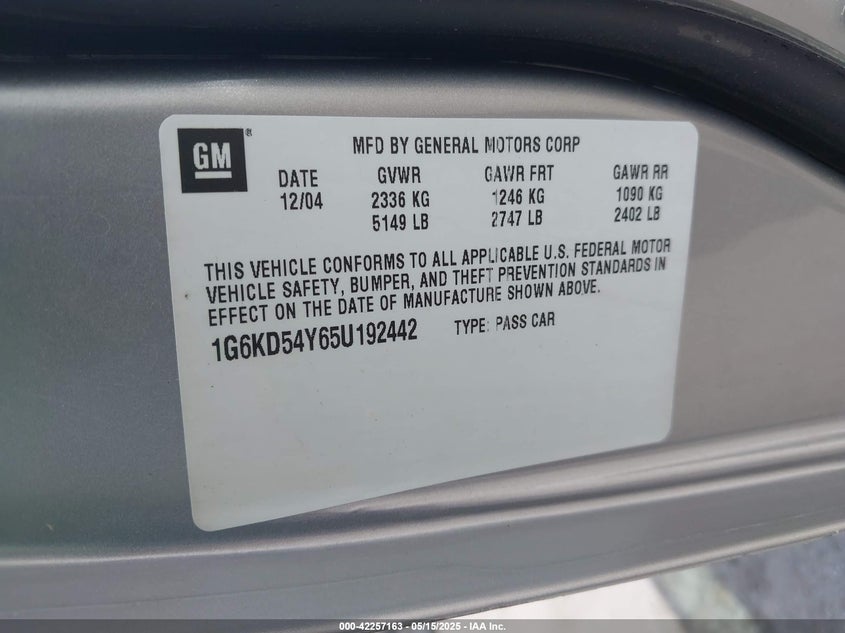 GM ®
MFD BY GENERAL MOTORS CORP
DATE GVWR GAWR FRT GAWR RR
12/04 2336 KG 1246 KG 1090 KG
5149 LB 2747 LB 2402 LB
THIS VEHICLE CONFORMS TO ALL APPLICABLE U.S. FEDERAL MOTOR
VEHICLE SAFETY, BUMPER, AND THEFT PREVENTION STANDARDS IN
EFFECT ON THE DATE OF MANUFACTURE SHOWN ABOVE.
1G6KD54Y65U192442 TYPE: PASS CAR
000-42257163 - 05/15/2025 - IAA Inc.